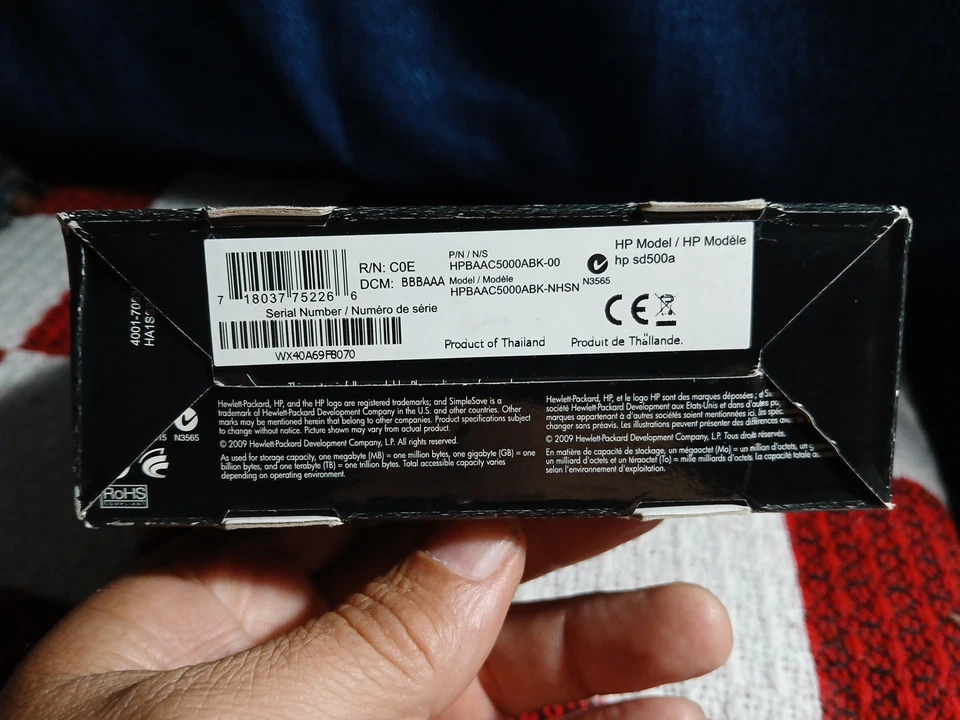 HP Model / HP Modèle
hp sd500a
P/N / N/S
HPBAAC5000ABK-00
R/N: C0E
DCM: BBBAAA
Model / Modèle
HPBAAC5000ABK-NHSN
N3565
7 18037 75226 6
Serial Number / Numéro de série
WX40A69F8070
CE
Product of Thailand
Produit de Thaïlande.
4001-705
HA1S
Hewlett-Packard, HP, and the HP logo are registered trademarks; and SimpleSave is a
trademark of Hewlett-Packard Development Company in the U.S. and other countries. Other
marks may be mentioned herein that belong to other companies. Product specifications subject
to change without notice. Picture shown may vary from actual product.
© 2009 Hewlett-Packard Development Company, L.P. All rights reserved.
As used for storage capacity, one megabyte (MB) = one million bytes, one gigabyte (GB) = one
billion bytes, and one terabyte (TB) = one trillion bytes. Total accessible capacity varies
depending on operating environment.
Hewlett-Packard, HP, et le logo HP sont des marques déposées ;
société Hewlett-Packard Development Company aux Etats-Unis et dans d'autres
marques appartenant à d'autres sociétés soient mentionnées ici. Les
changées sans préavis. Les illustrations peuvent présenter des différences
© 2009 Hewlett-Packard Development Company, L.P. Tous droits réservés.
En matière de capacité de stockage, un mégaoctet (Mo) = un million d'octets, un
milliard d'octets et un téraoctet (To) = mille milliards d'octets. La capacité totale
selon l'environnement d'exploitation.
N3565
RoHS
COMPLIANT